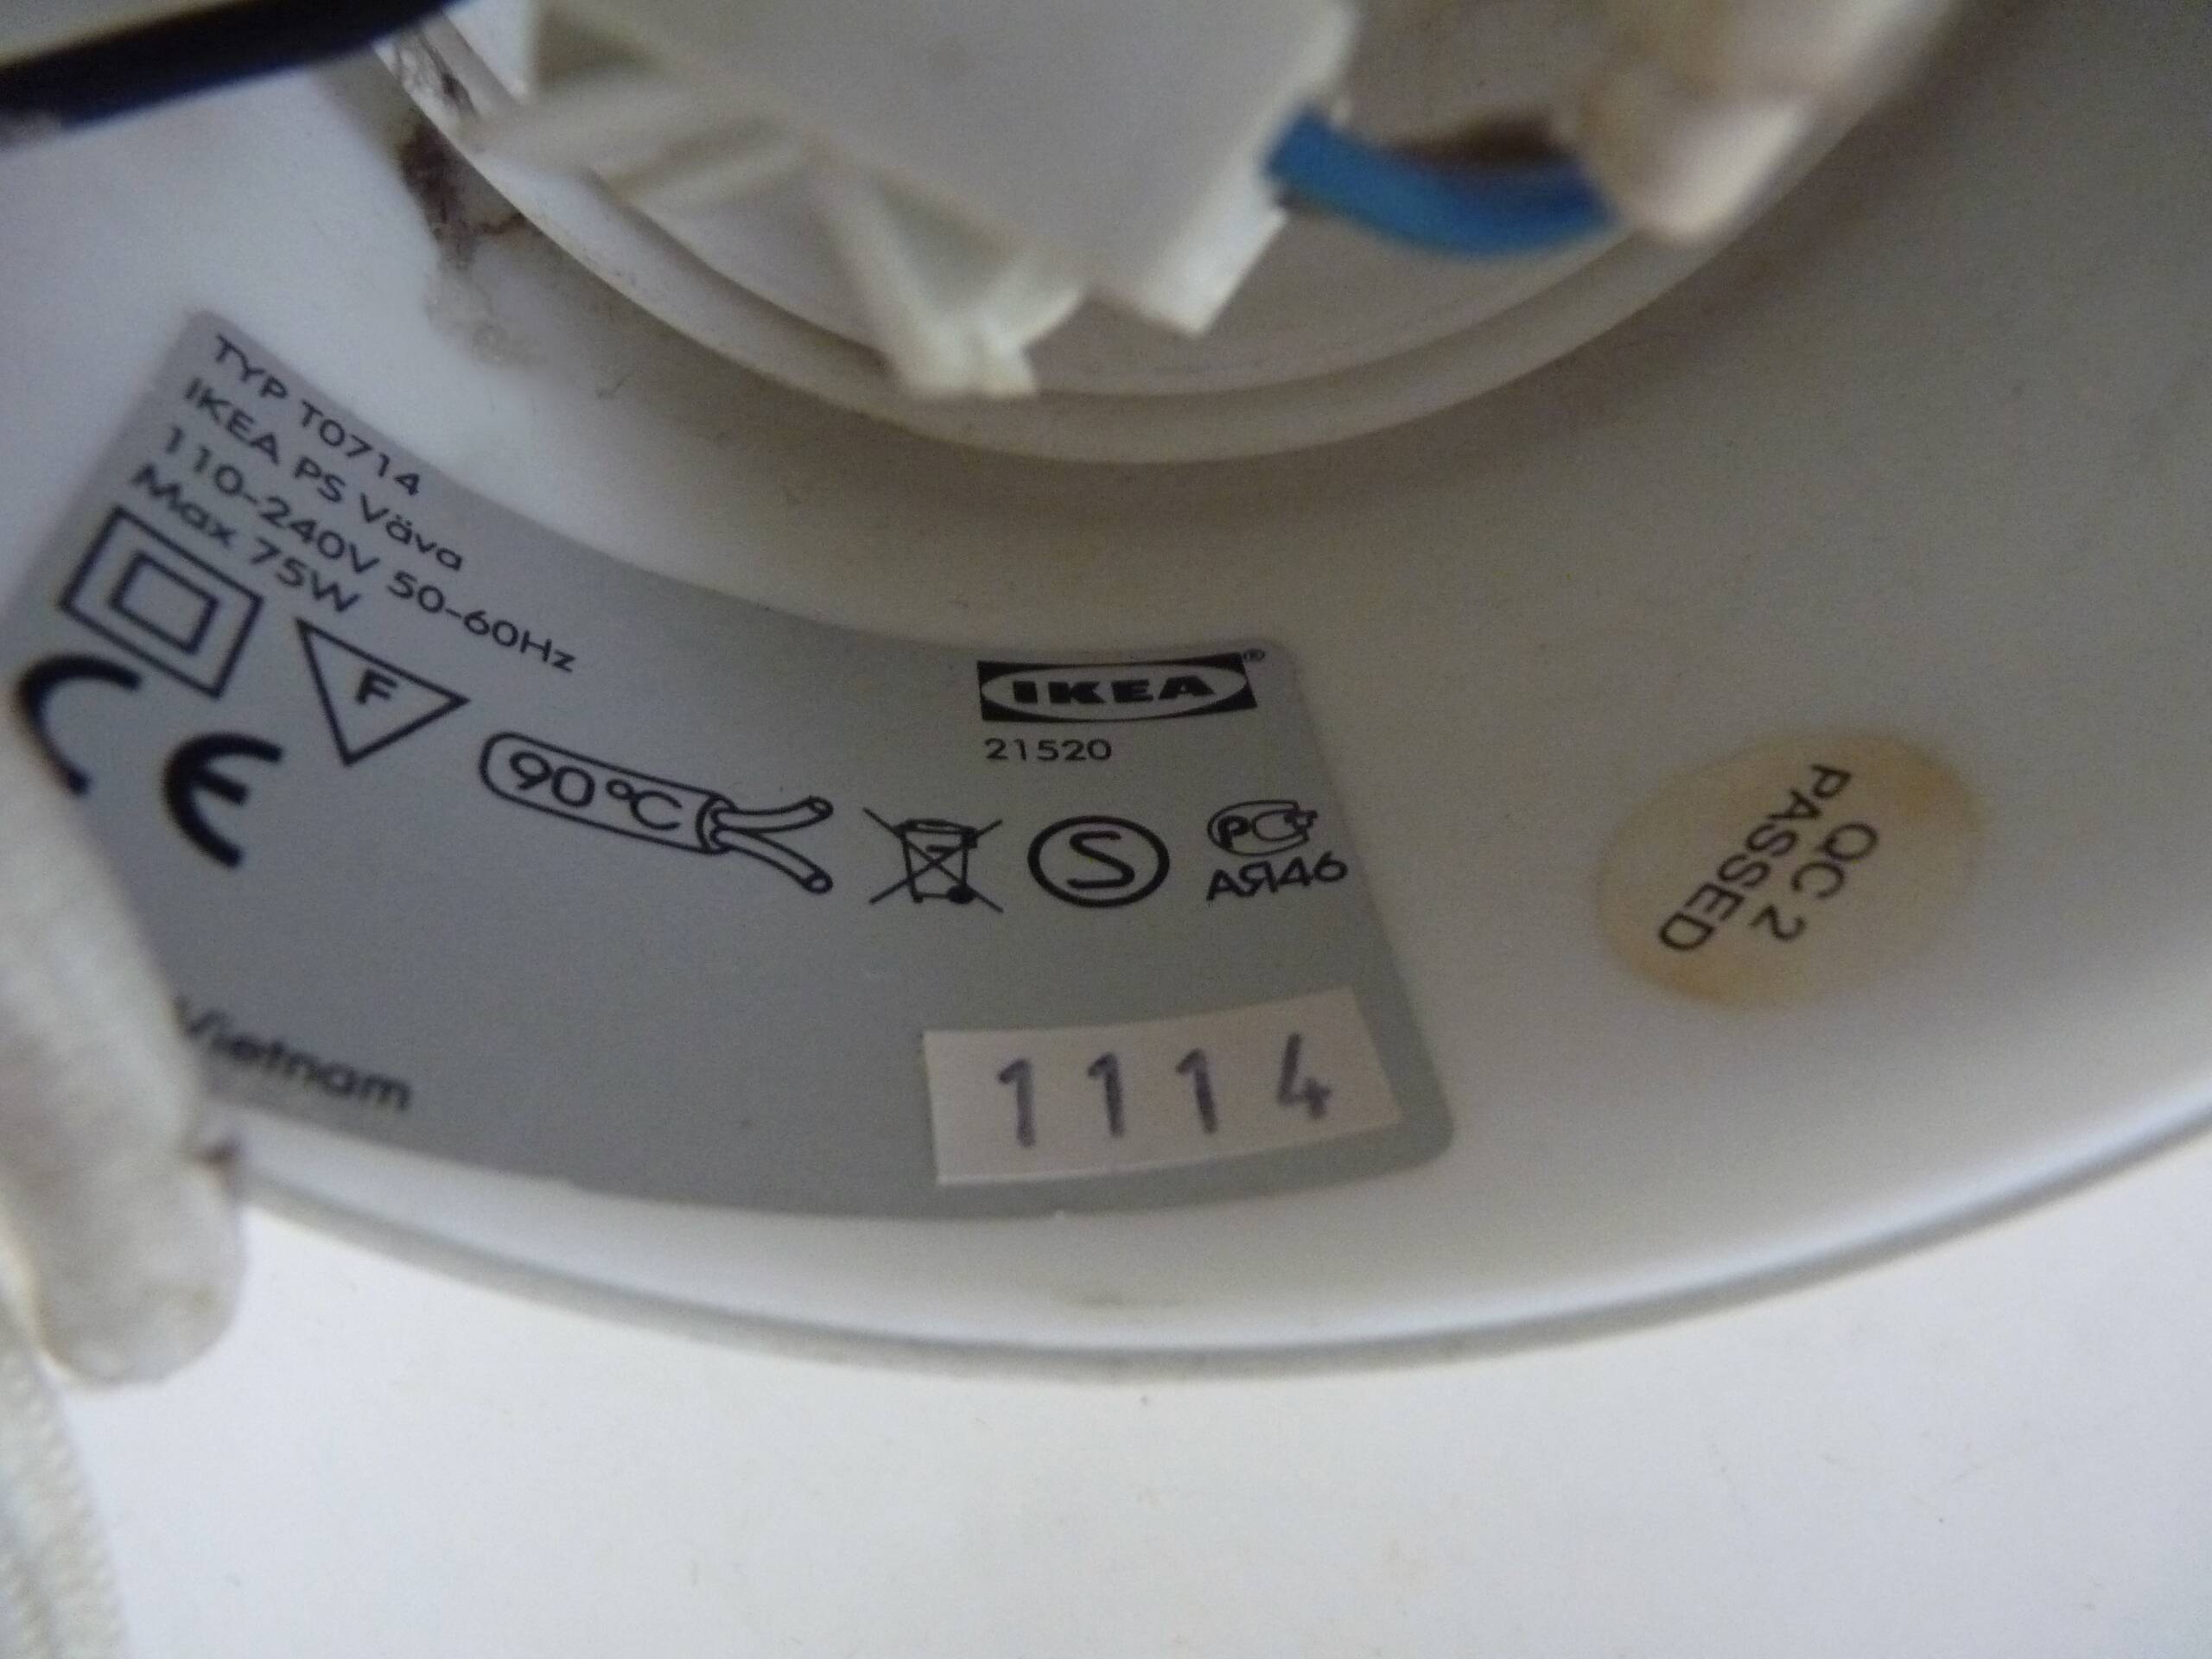 TYP T0714
IKEA PS Väva
110-240V 50-60Hz
Max 75W
F
CE
90°C
IKEA®
21520
S
PC
АЯ46
Vietnam
1114
QC 2
PASSED